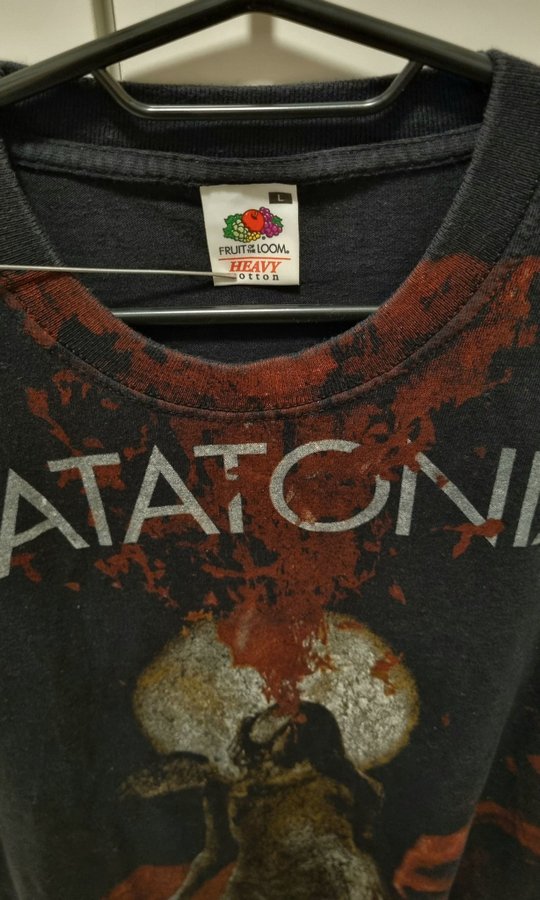 L
FRUIT OF THE LOOM®
HEAVY
otton
ATATONI